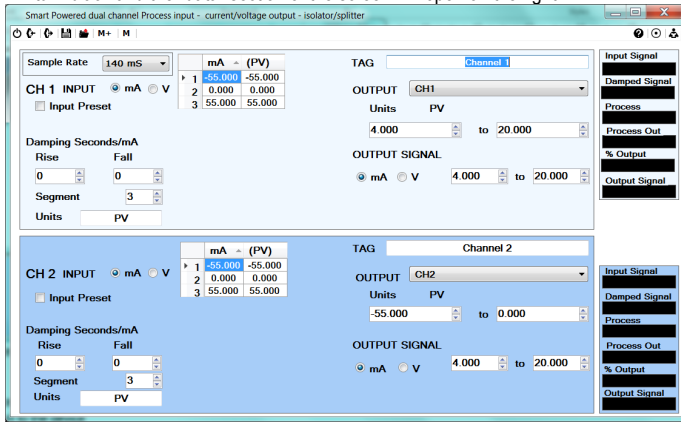 Smart Powered dual channel Process input - current/voltage output - isolator/splitter
M+ M
Sample Rate 140 mS
mA (PV)
1 -55.000 -55.000
2 0.000 0.000
3 55.000 55.000
CH 1 INPUT mA V
Input Preset
Damping Seconds/mA
Rise Fall
0 0
Segment 3
Units PV
TAG Channel 1
OUTPUT CH1
Units PV
4.000 to 20.000
OUTPUT SIGNAL
mA V 4.000 to 20.000
Input Signal
Damped Signal
Process
Process Out
% Output
Output Signal
mA (PV)
1 -55.000 -55.000
2 0.000 0.000
3 55.000 55.000
CH 2 INPUT mA V
Input Preset
Damping Seconds/mA
Rise Fall
0 0
Segment 3
Units PV
TAG Channel 2
OUTPUT CH2
Units PV
-55.000 to 0.000
OUTPUT SIGNAL
mA V 4.000 to 20.000
Input Signal
Damped Signal
Process
Process Out
% Output
Output Signal